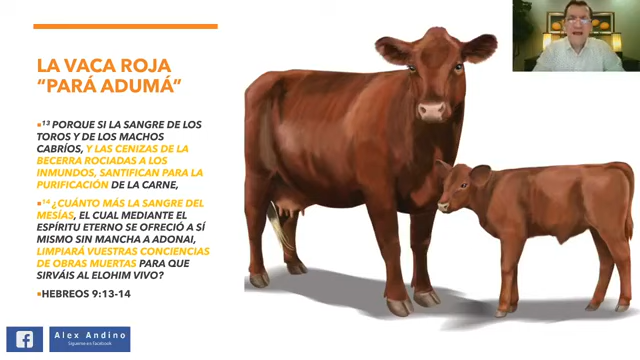 LA VACA ROJA
“PARÁ ADUMÁ”
13 PORQUE SI LA SANGRE DE LOS
TOROS Y DE LOS MACHOS
CABRÍOS, Y LAS CENIZAS DE LA
BECERRA ROCIADAS A LOS
INMUNDOS, SANTIFICAN PARA LA
PURIFICACIÓN DE LA CARNE,
14 ¿CUÁNTO MÁS LA SANGRE DEL
MESÍAS, EL CUAL MEDIANTE EL
ESPÍRITU ETERNO SE OFRECIÓ A SÍ
MISMO SIN MANCHA A ADONAI,
LIMPIARÁ VUESTRAS CONCIENCIAS
DE OBRAS MUERTAS PARA QUE
SIRVÁIS AL ELOHIM VIVO?
HEBREOS 9:13-14
Alex Andino
Sígueme en Facebook